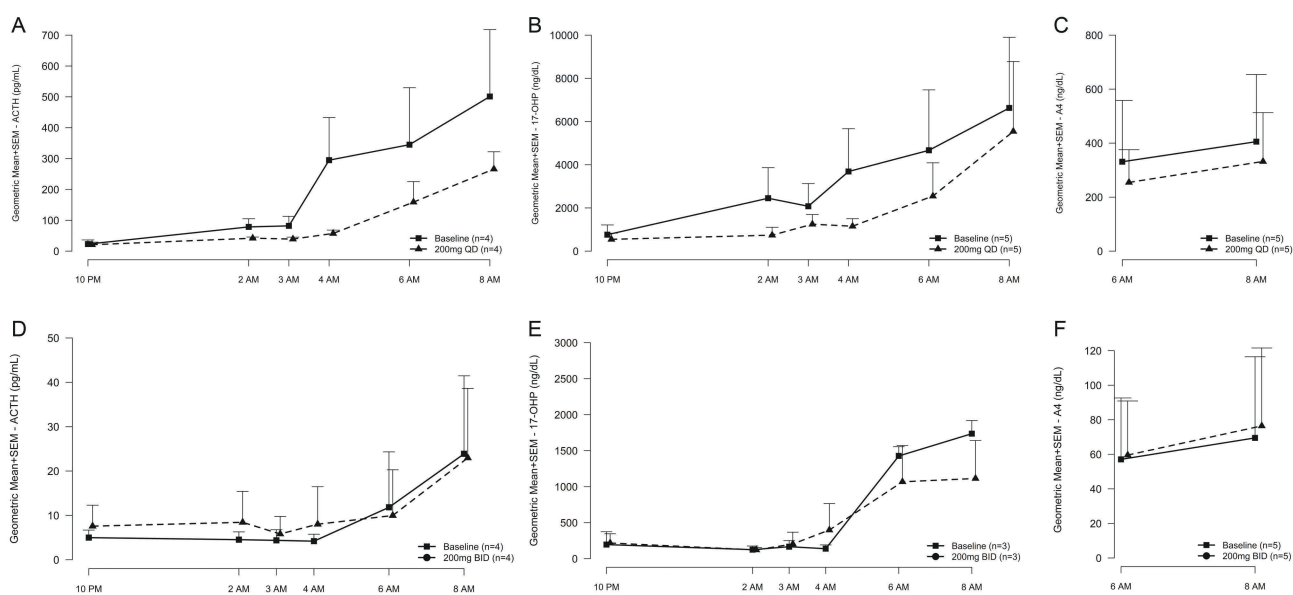 A
Geometric Mean+SEM - ACTH (pg/mL)
700
600
500
400
300
200
100
0
Baseline (n=4)
200mg QD (n=4)
10 PM 2 AM 3 AM 4 AM 6 AM 8 AM
B
Geometric Mean+SEM - 17-OHP (ng/dL)
10000
8000
6000
4000
2000
0
Baseline (n=5)
200mg QD (n=5)
10 PM 2 AM 3 AM 4 AM 6 AM 8 AM
C
Geometric Mean+SEM - A4 (ng/dL)
800
600
400
200
0
Baseline (n=5)
200mg QD (n=5)
6 AM 8 AM
D
Geometric Mean+SEM - ACTH (pg/mL)
50
40
30
20
10
0
Baseline (n=4)
200mg BID (n=4)
10 PM 2 AM 3 AM 4 AM 6 AM 8 AM
E
Geometric Mean+SEM - 17-OHP (ng/dL)
3000
2500
2000
1500
1000
500
0
Baseline (n=3)
200mg BID (n=3)
10 PM 2 AM 3 AM 4 AM 6 AM 8 AM
F
Geometric Mean+SEM - A4 (ng/dL)
120
100
80
60
40
20
0
Baseline (n=5)
200mg BID (n=5)
6 AM 8 AM